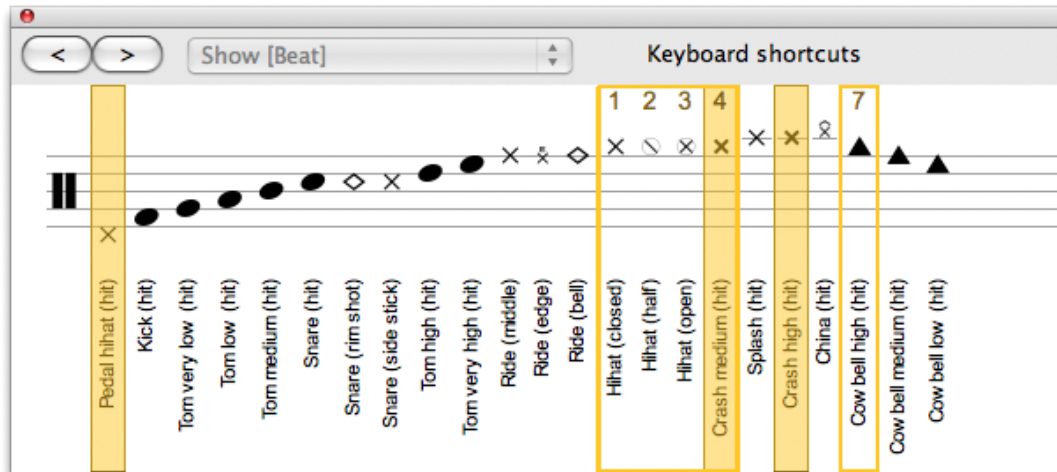 < > Show [Beat] Keyboard shortcuts
1 2 3 4 7
Pedal hihat (hit)
Kick (hit)
Tom very low (hit)
Tom low (hit)
Tom medium (hit)
Snare (hit)
Snare (rim shot)
Snare (side stick)
Tom high (hit)
Tom very high (hit)
Ride (middle)
Ride (edge)
Ride (bell)
Hihat (closed)
Hihat (half)
Hihat (open)
Crash medium (hit)
Splash (hit)
Crash high (hit)
China (hit)
Cow bell high (hit)
Cow bell medium (hit)
Cow bell low (hit)